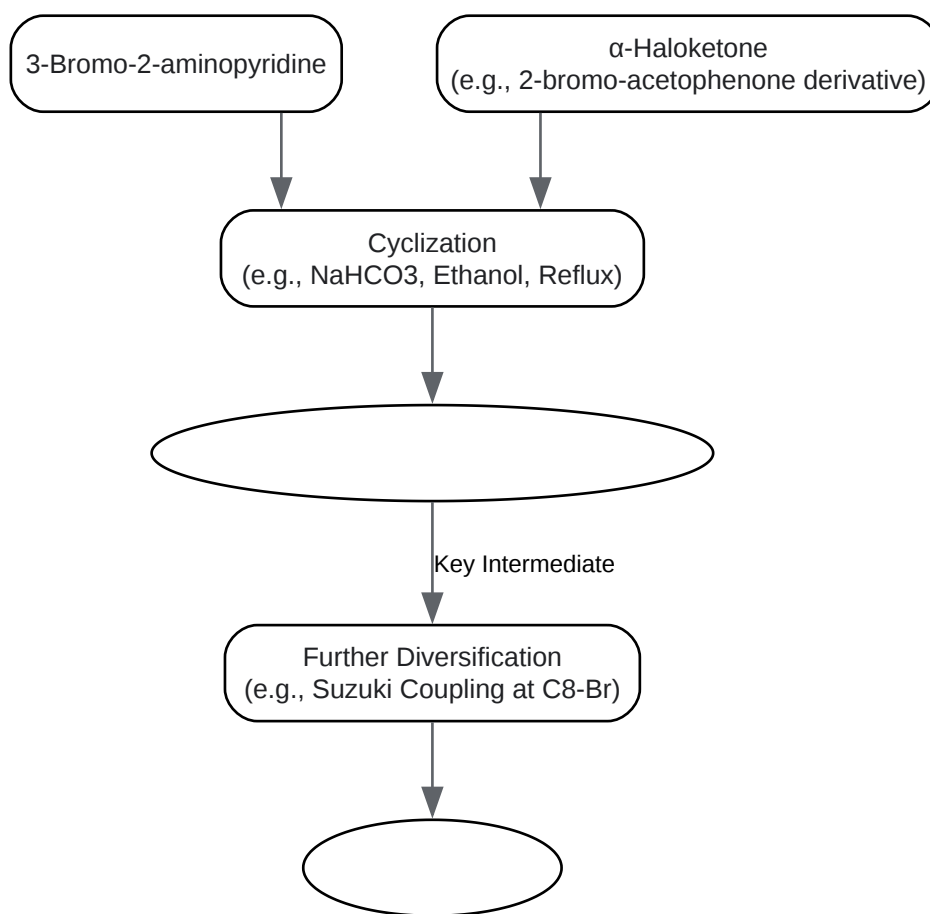 3-Bromo-2-aminopyridine
α-Haloketone
(e.g., 2-bromo-acetophenone derivative)
Cyclization
(e.g., NaHCO3, Ethanol, Reflux)
Key Intermediate
Further Diversification
(e.g., Suzuki Coupling at C8-Br)